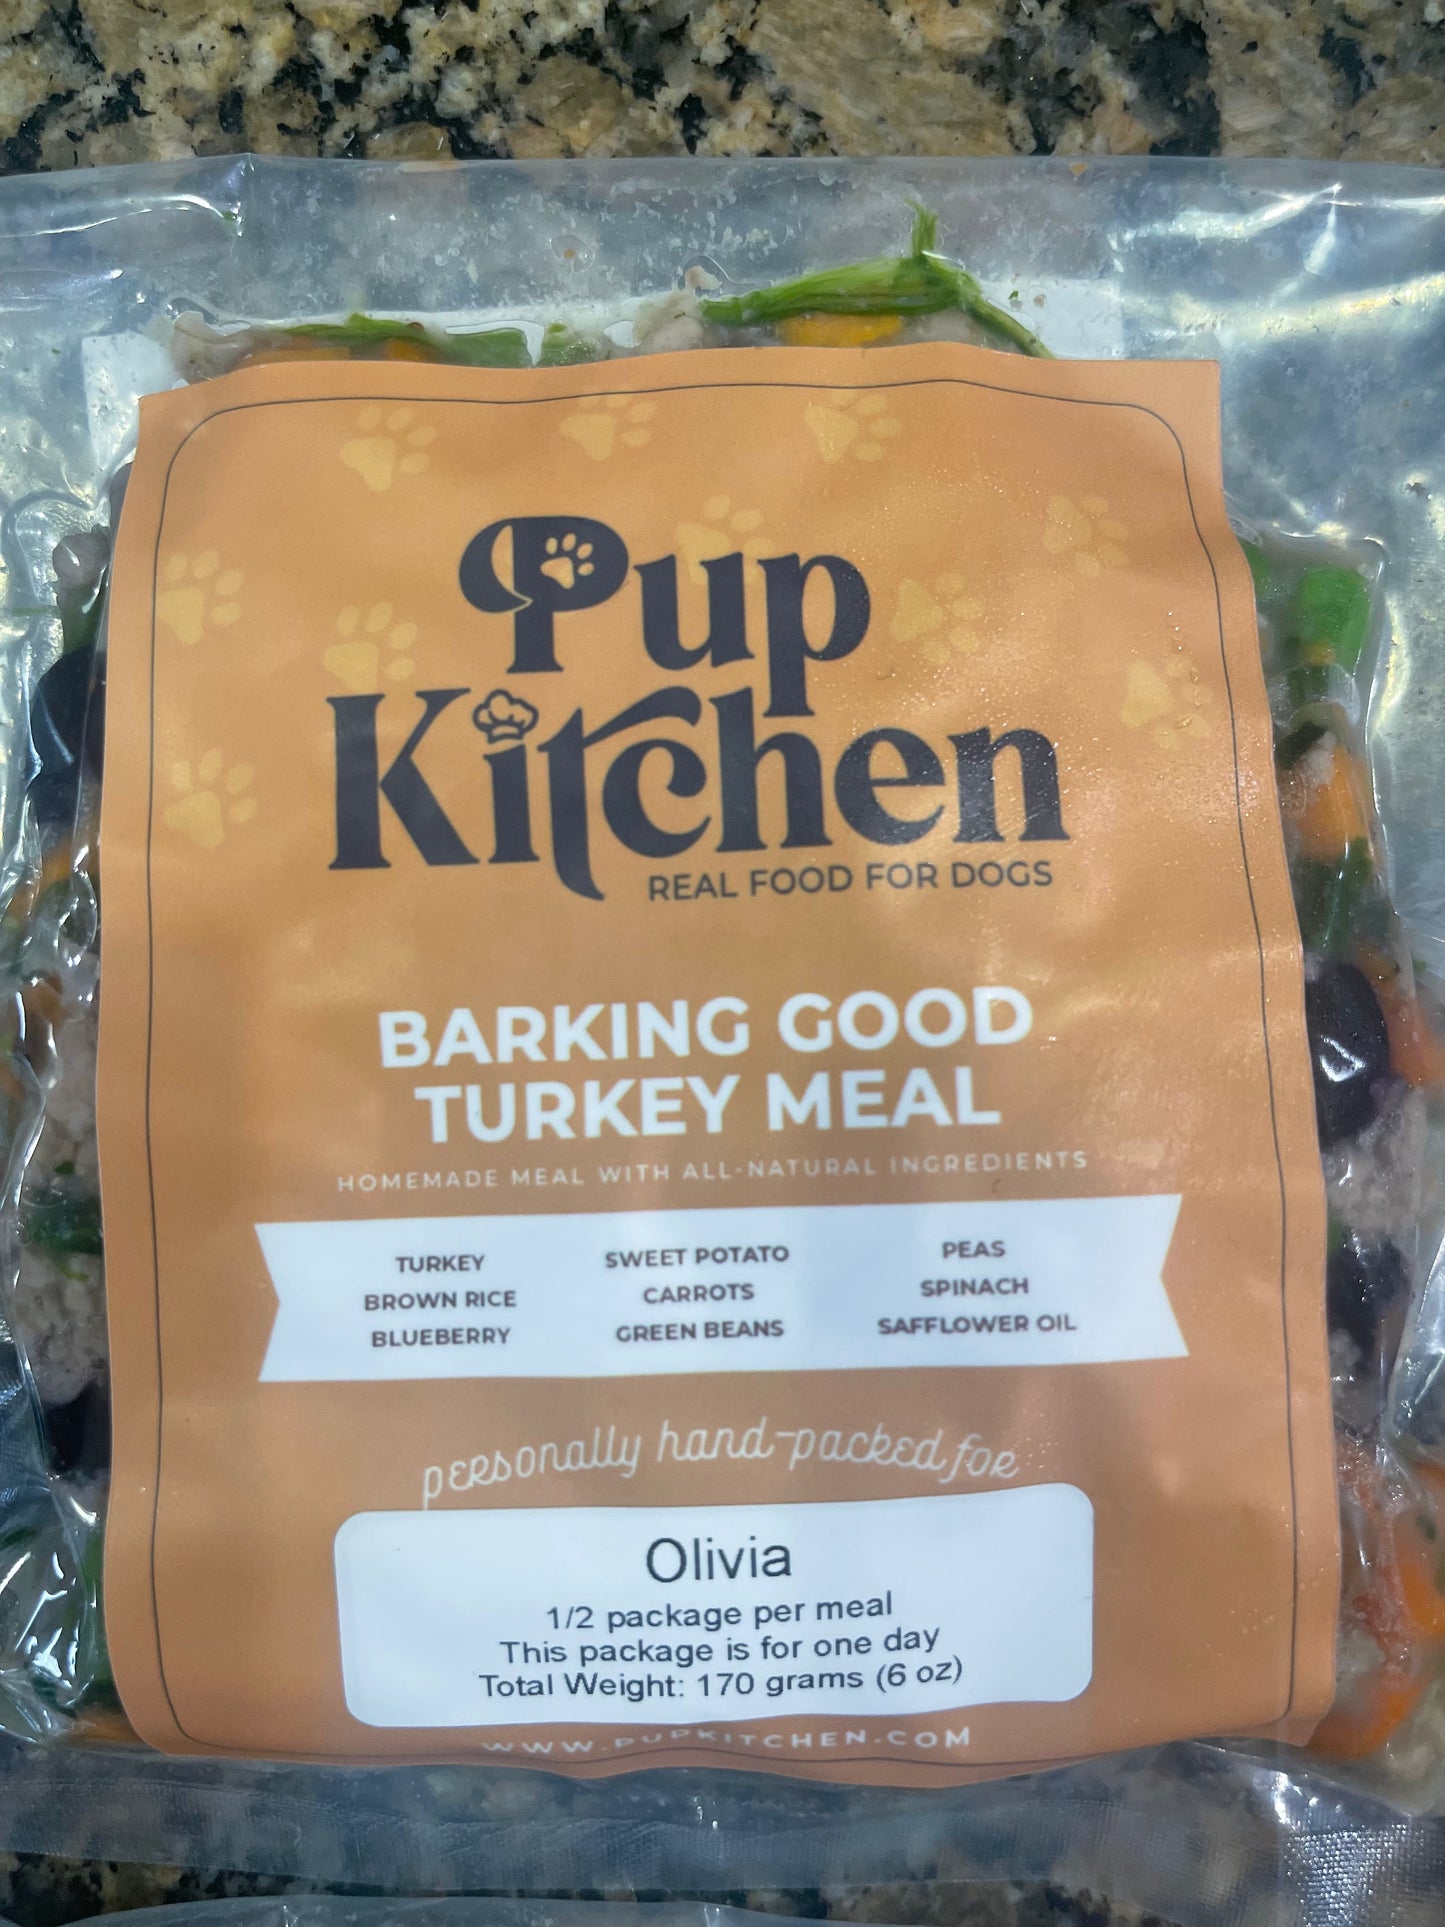 Pup
Kitchen
REAL FOOD FOR DOGS
BARKING GOOD
TURKEY MEAL
HOMEMADE MEAL WITH ALL-NATURAL INGREDIENTS
TURKEY SWEET POTATO PEAS
BROWN RICE CARROTS SPINACH
BLUEBERRY GREEN BEANS SAFFLOWER OIL
personally hand-packed for
Olivia
1/2 package per meal
This package is for one day
Total Weight: 170 grams (6 oz)
WWW.PUPKITCHEN.COM